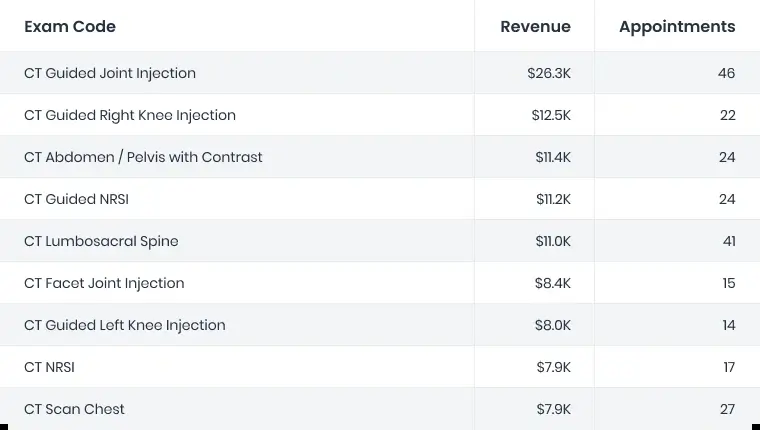 Exam Code Revenue Appointments
CT Guided Joint Injection $26.3K 46
CT Guided Right Knee Injection $12.5K 22
CT Abdomen / Pelvis with Contrast $11.4K 24
CT Guided NRSI $11.2K 24
CT Lumbosacral Spine $11.0K 41
CT Facet Joint Injection $8.4K 15
CT Guided Left Knee Injection $8.0K 14
CT NRSI $7.9K 17
CT Scan Chest $7.9K 27